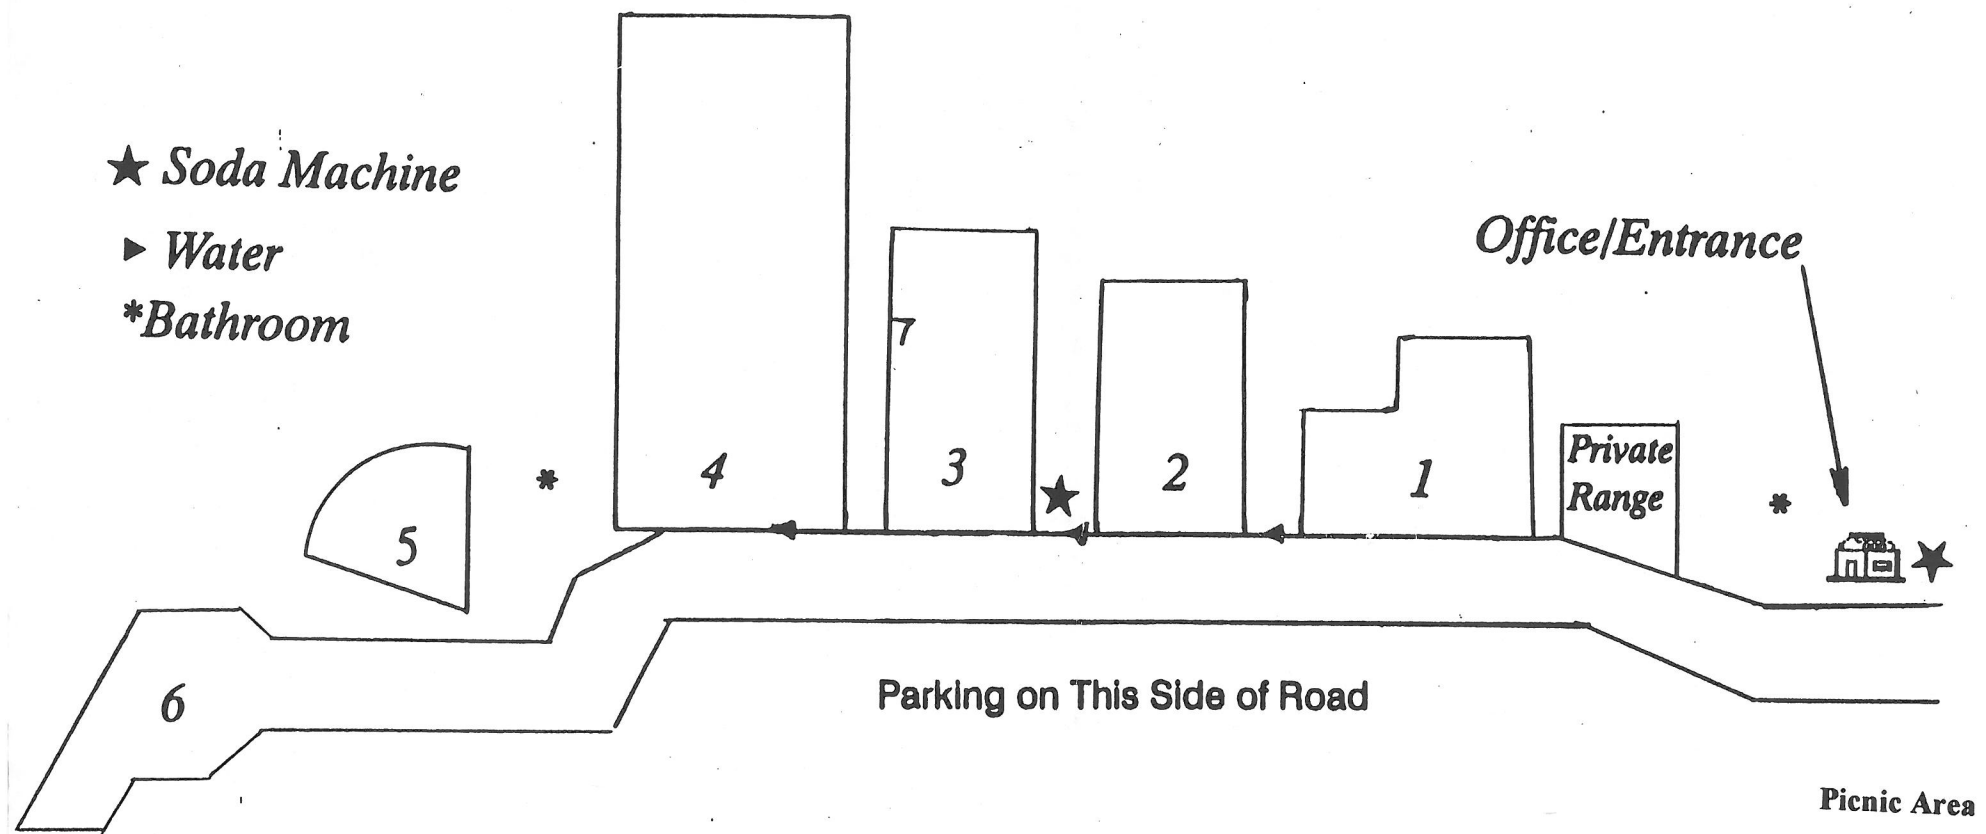 ★ Soda Machine
▶ Water
*Bathroom
Office/Entrance
7
4
3
2
1
Private
Range
5
6
Parking on This Side of Road
Picnic Area